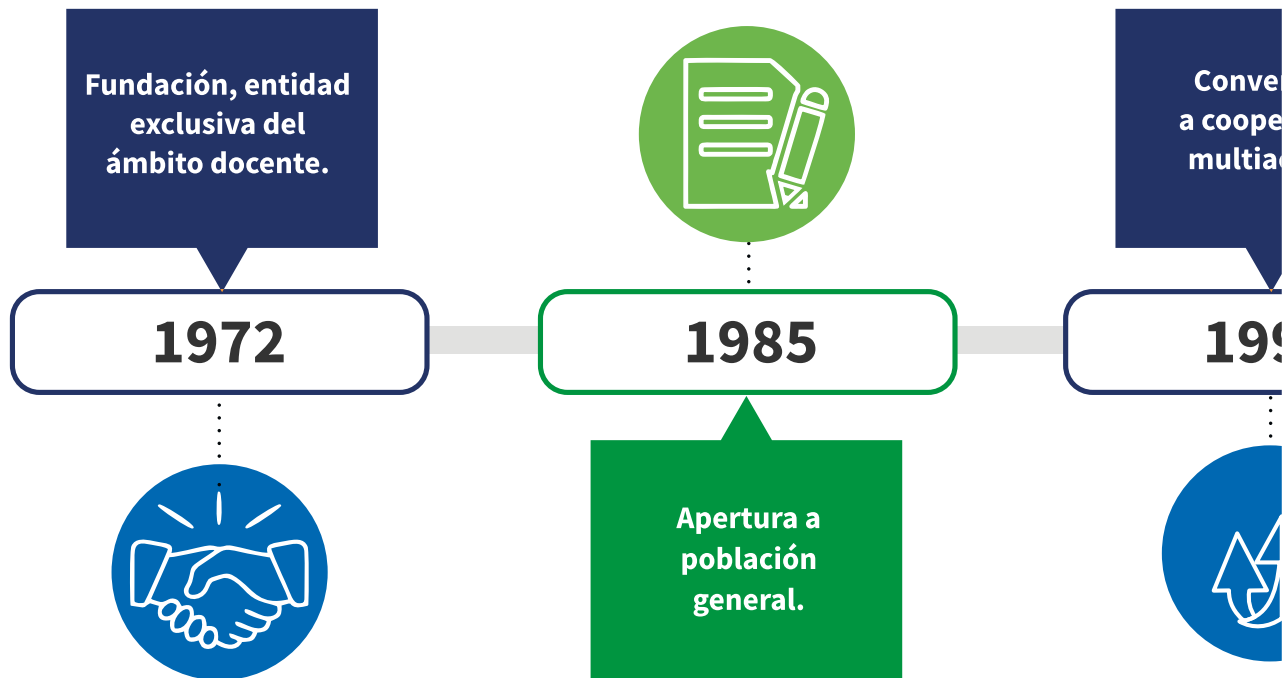 Fundación, entidad
exclusiva del
ámbito docente.
1972
1985
Apertura a
población
general.
a